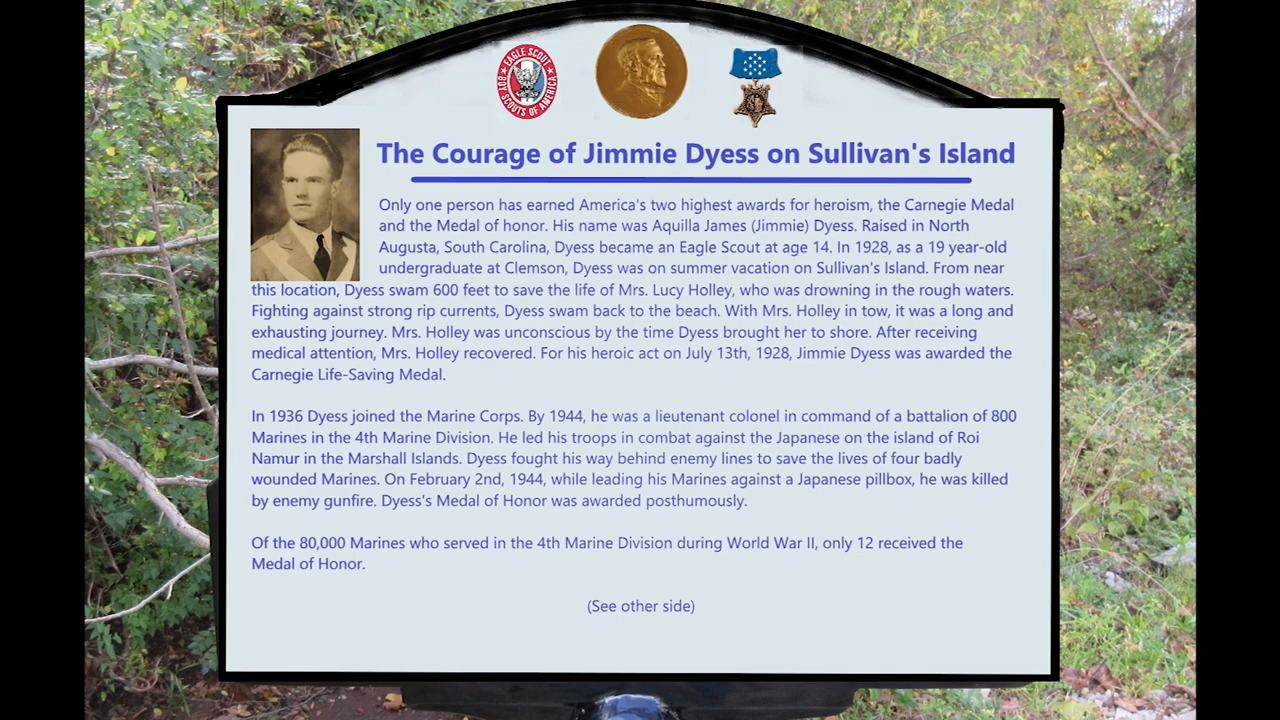 EAGLE SCOUT
BOY SCOUTS OF AMERICA
The Courage of Jimmie Dyess on Sullivan's Island
Only one person has earned America's two highest awards for heroism, the Carnegie Medal
and the Medal of honor. His name was Aquilla James (Jimmie) Dyess. Raised in North
Augusta, South Carolina, Dyess became an Eagle Scout at age 14. In 1928, as a 19 year-old
undergraduate at Clemson, Dyess was on summer vacation on Sullivan's Island. From near
this location, Dyess swam 600 feet to save the life of Mrs. Lucy Holley, who was drowning in the rough waters.
Fighting against strong rip currents, Dyess swam back to the beach. With Mrs. Holley in tow, it was a long and
exhausting journey. Mrs. Holley was unconscious by the time Dyess brought her to shore. After receiving
medical attention, Mrs. Holley recovered. For his heroic act on July 13th, 1928, Jimmie Dyess was awarded the
Carnegie Life-Saving Medal.
In 1936 Dyess joined the Marine Corps. By 1944, he was a lieutenant colonel in command of a battalion of 800
Marines in the 4th Marine Division. He led his troops in combat against the Japanese on the island of Roi
Namur in the Marshall Islands. Dyess fought his way behind enemy lines to save the lives of four badly
wounded Marines. On February 2nd, 1944, while leading his Marines against a Japanese pillbox, he was killed
by enemy gunfire. Dyess's Medal of Honor was awarded posthumously.
Of the 80,000 Marines who served in the 4th Marine Division during World War II, only 12 received the
Medal of Honor.
(See other side)